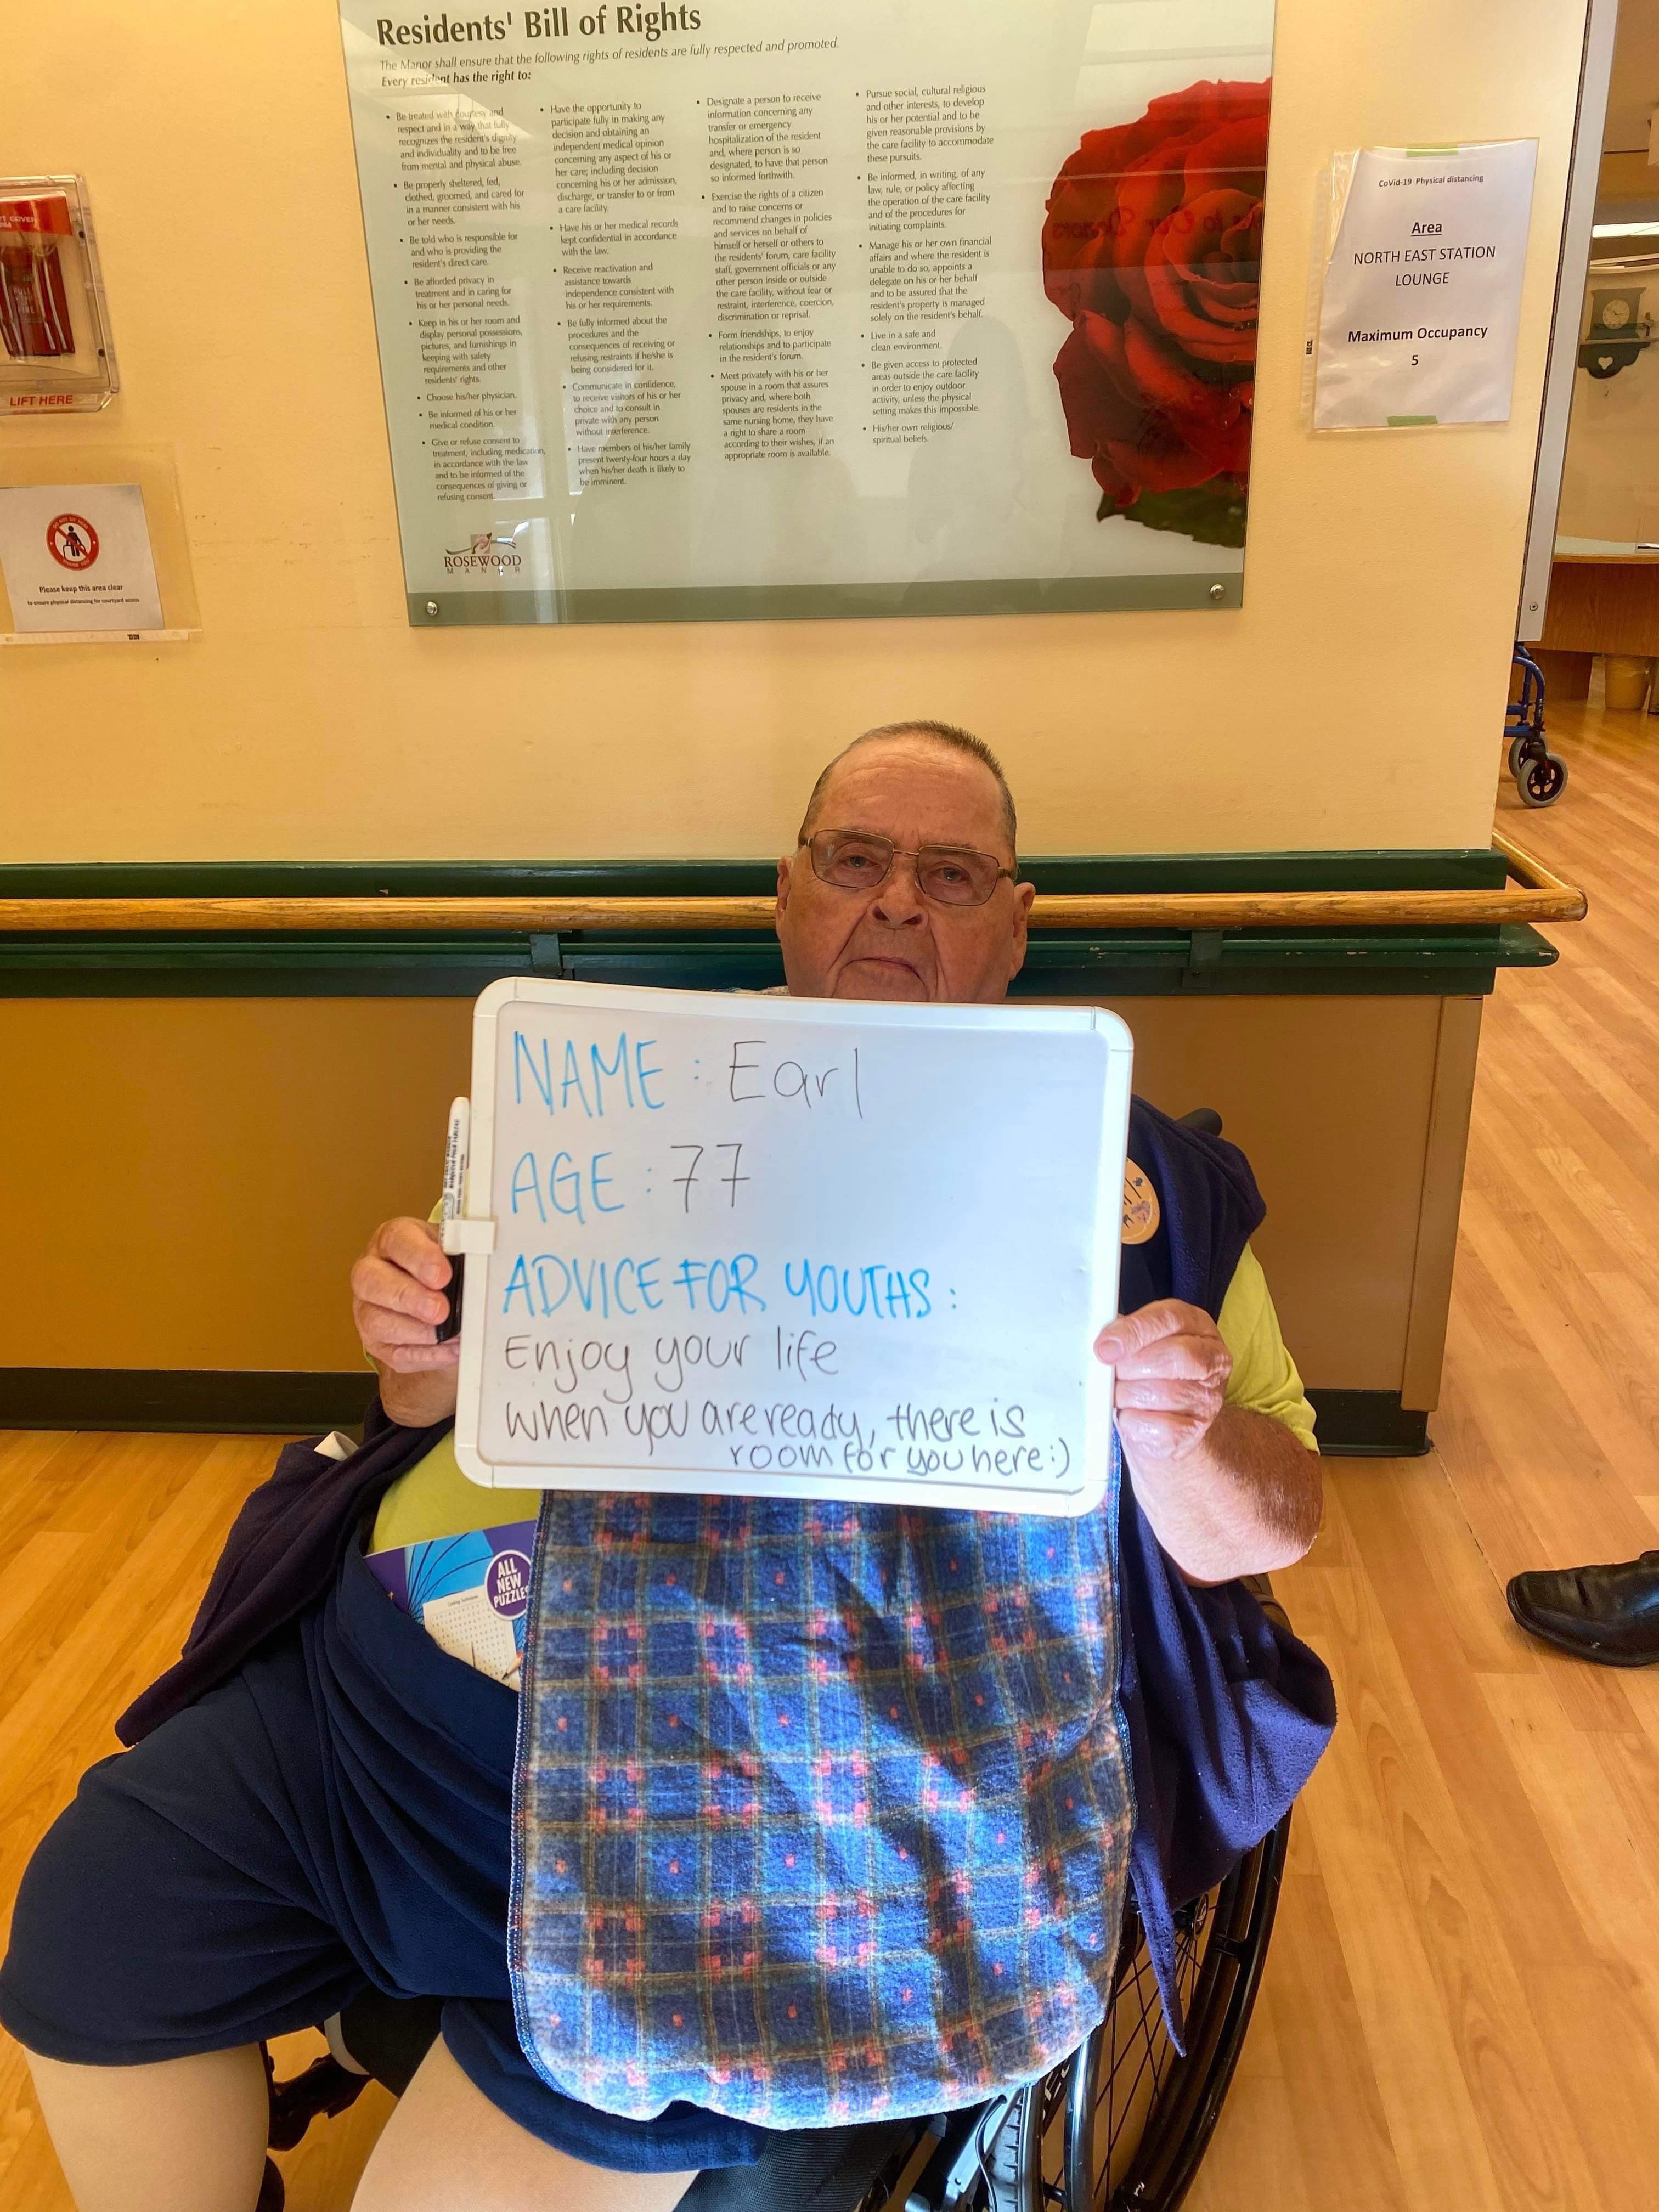 Residents' Bill of Rights
The Manor shall ensure that the following rights of residents are fully respected and promoted.
Every resident has the right to:
• Be treated with courtesy and
respect and in a way that fully
recognizes the resident's dignity
and individuality and to be free
from mental and physical abuse.
• Be properly sheltered, fed,
clothed, groomed, and cared for
in a manner consistent with his
or her needs.
• Be told who is responsible for
and who is providing the
resident's direct care.
• Be afforded privacy in
treatment and in caring for
his or her personal needs.
• Keep in his or her room and
display personal possessions,
pictures, and furnishings in
keeping with safety
requirements and other
residents' rights.
• Choose his/her physician.
• Be informed of his or her
medical condition.
• Give or refuse consent to
treatment, including medication,
in accordance with the law
and to be informed of the
consequences of giving or
refusing consent.
• Have the opportunity to
participate fully in making any
decision and obtaining an
independent medical opinion
concerning any aspect of his or
her care; including decision
concerning his or her admission,
discharge, or transfer to or from
a care facility.
• Have his or her medical records
kept confidential in accordance
with the law.
• Receive reactivation and
assistance towards
independence consistent with
his or her requirements.
• Be fully informed about the
procedures and the
consequences of receiving or
refusing restraints if he/she is
being considered for it.
• Communicate in confidence,
to receive visitors of his or her
choice and to consult in
private with any person
without interference.
• Have members of his/her family
present twenty-four hours a day
when his/her death is likely to
be imminent.
• Designate a person to receive
information concerning any
transfer or emergency
hospitalization of the resident
and, where person is so
designated, to have that person
so informed forthwith.
• Exercise the rights of a citizen
and to raise concerns or
recommend changes in policies
and services on behalf of
himself or herself or others to
the residents' forum, care facility
staff, government officials or any
other person inside or outside
the care facility, without fear or
restraint, interference, coercion,
discrimination or reprisal.
• Form friendships, to enjoy
relationships and to participate
in the resident's forum.
• Meet privately with his or her
spouse in a room that assures
privacy and, where both
spouses are residents in the
same nursing home, they have
a right to share a room
according to their wishes, if an
appropriate room is available.
• Pursue social, cultural religious
and other interests, to develop
his or her potential and to be
given reasonable provisions by
the care facility to accommodate
these pursuits.
• Be informed, in writing, of any
law, rule, or policy affecting
the operation of the care facility
and of the procedures for
initiating complaints.
• Manage his or her own financial
affairs and where the resident is
unable to do so, appoints a
delegate on his or her behalf
and to be assured that the
resident's property is managed
solely on the resident's behalf.
• Live in a safe and
clean environment.
• Be given access to protected
areas outside the care facility
in order to enjoy outdoor
activity, unless the physical
setting makes this impossible.
• His/her own religious/
spiritual beliefs.
ROSEWOOD
MANOR
CoVid-19 Physical distancing
Area
NORTH EAST STATION
LOUNGE
Maximum Occupancy
5
LIFT HERE
Please keep this area clear
to ensure physical distancing for courtyard access
NAME: Earl
AGE: 77
ADVICE FOR YOUTHS:
Enjoy your life
When you are ready, there is
room for you here :)
ALL
NEW
PUZZLES